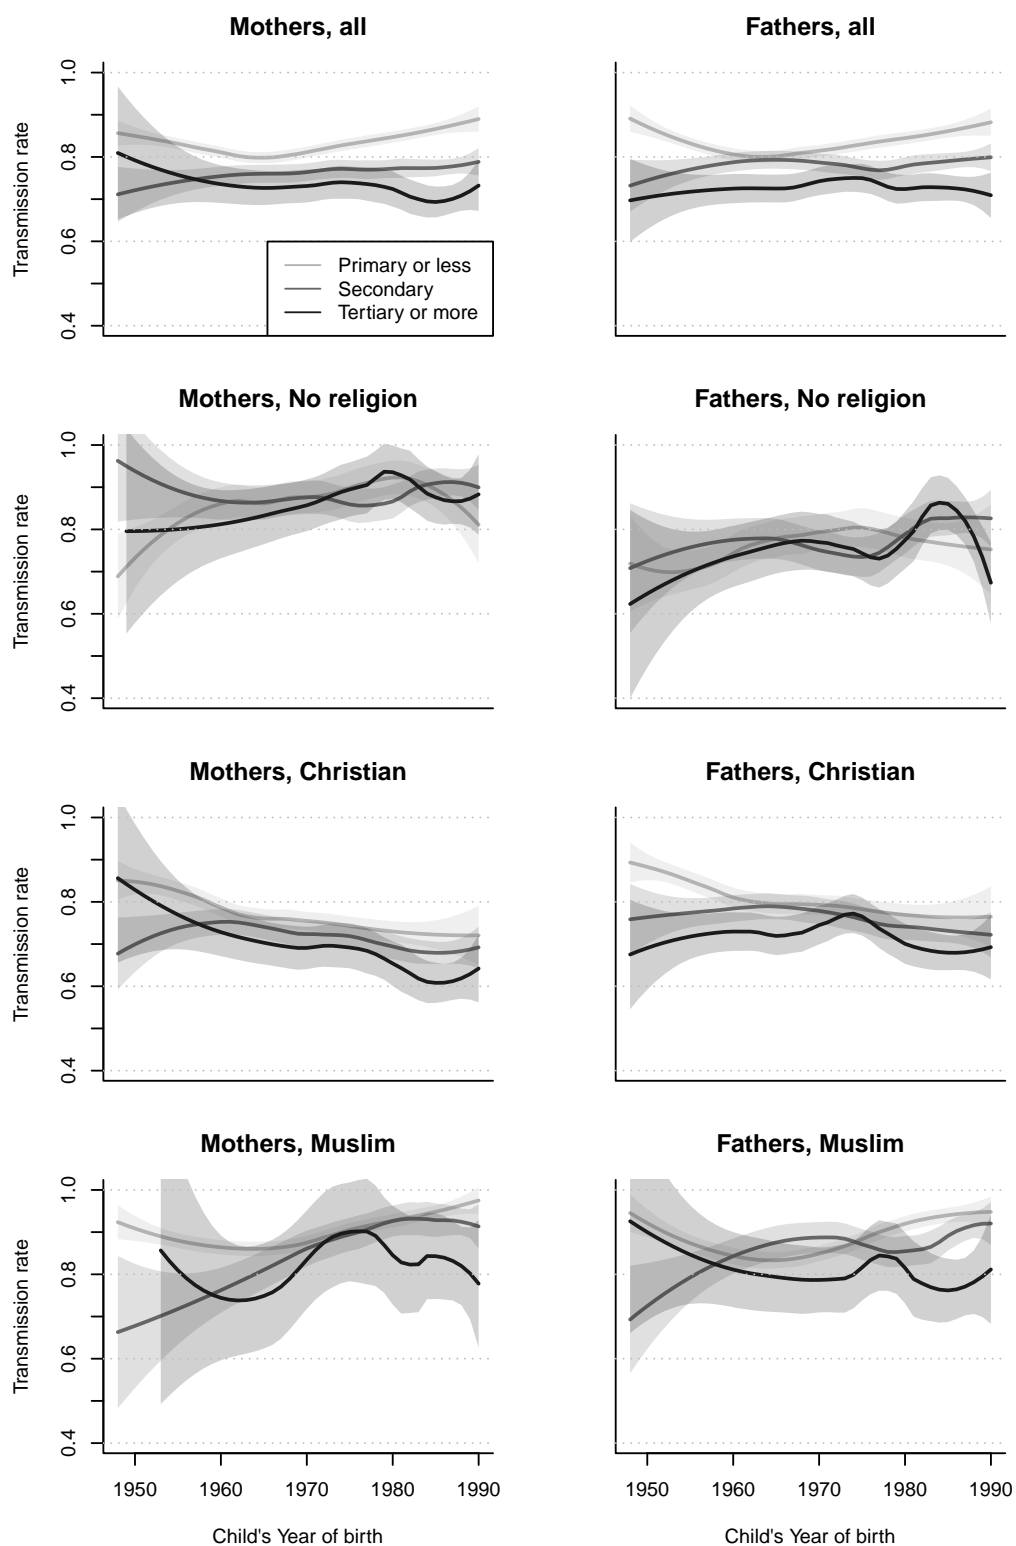 Mothers, all
Fathers, all
Transmission rate
1.0
0.8
0.6
0.4
Primary or less
Secondary
Tertiary or more
Mothers, No religion
Fathers, No religion
Transmission rate
1.0
0.8
0.6
0.4
Mothers, Christian
Fathers, Christian
Transmission rate
1.0
0.8
0.6
0.4
Mothers, Muslim
Fathers, Muslim
Transmission rate
1.0
0.8
0.6
0.4
1950 1960 1970 1980 1990
1950 1960 1970 1980 1990
Child's Year of birth
Child's Year of birth